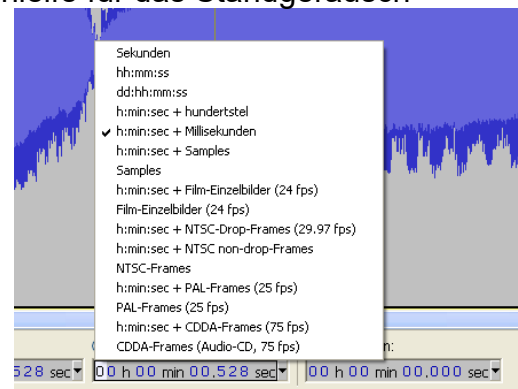 für das Standgeräusch
Sekunden
hh:mm:ss
dd:hh:mm:ss
h:min:sec + hundertstel
✓ h:min:sec + Millisekunden
h:min:sec + Samples
Samples
h:min:sec + Film-Einzelbilder (24 fps)
Film-Einzelbilder (24 fps)
h:min:sec + NTSC-Drop-Frames (29.97 fps)
h:min:sec + NTSC non-drop-Frames
NTSC-Frames
h:min:sec + PAL-Frames (25 fps)
PAL-Frames (25 fps)
h:min:sec + CDDA-Frames (75 fps)
CDDA-Frames (Audio-CD, 75 fps)
n:
528 sec 00 h 00 min 00,528 sec 00 h 00 min 00,000 sec